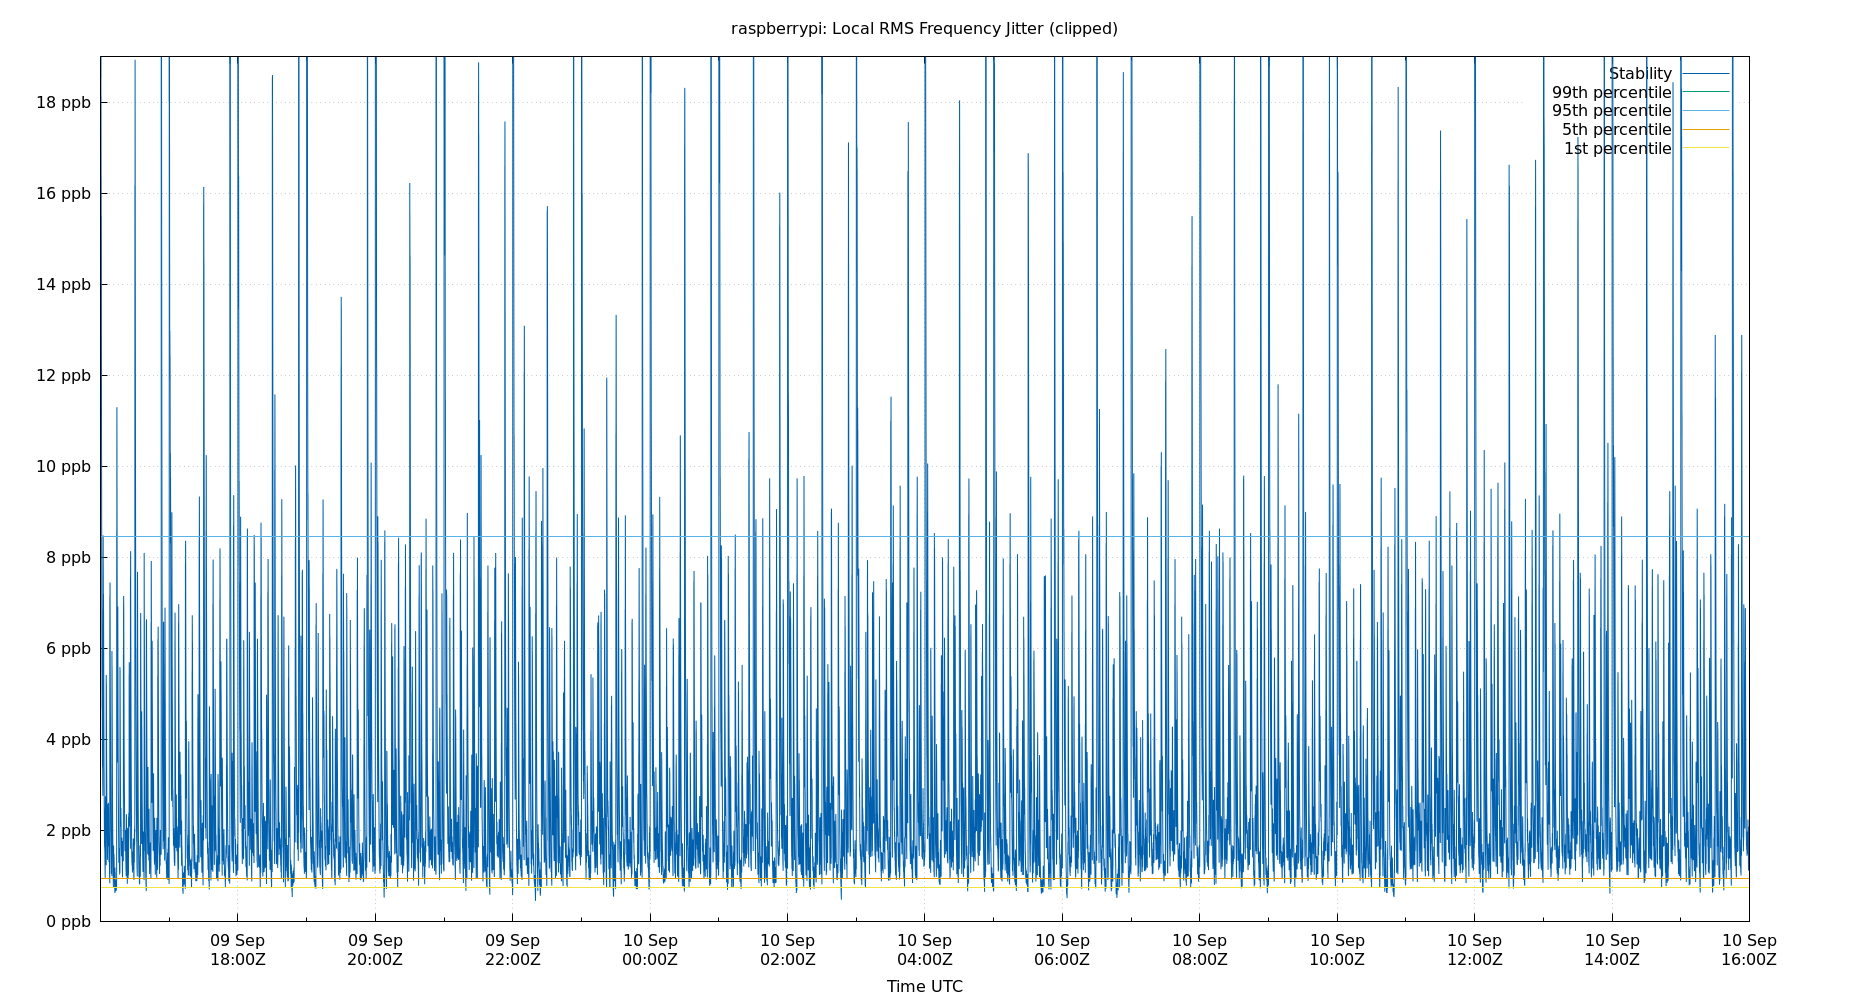 raspberrypi: Local RMS Frequency Jitter (clipped)
Stability
99th percentile
95th percentile
5th percentile
1st percentile
18 ppb
16 ppb
14 ppb
12 ppb
10 ppb
8 ppb
6 ppb
4 ppb
2 ppb
0 ppb
09 Sep 09 Sep 09 Sep 10 Sep 10 Sep 10 Sep 10 Sep 10 Sep 10 Sep 10 Sep 10 Sep 10 Sep
18:00Z 20:00Z 22:00Z 00:00Z 02:00Z 04:00Z 06:00Z 08:00Z 10:00Z 12:00Z 14:00Z 16:00Z
Time UTC